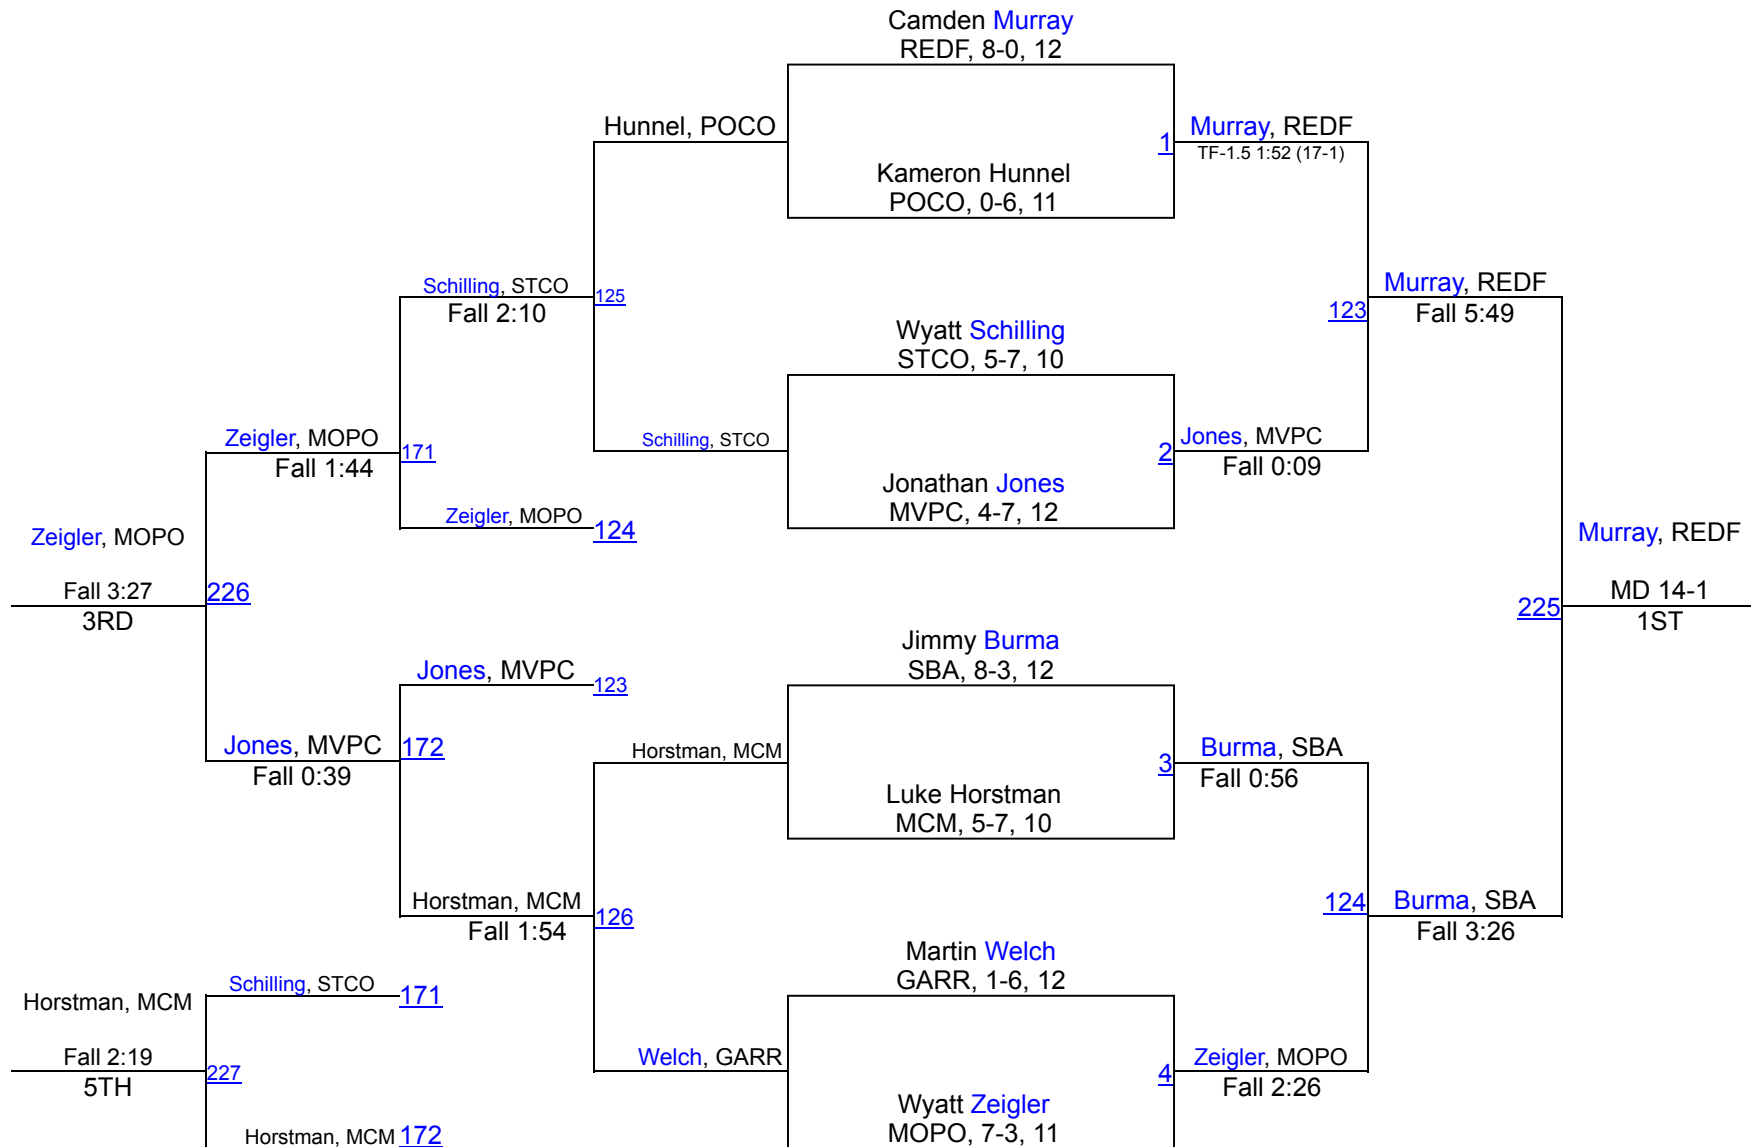 Camden Murray
REDF, 8-0, 12
Hunnel, POCO
1
Murray, REDF
TF-1.5 1:52 (17-1)
Kameron Hunnel
POCO, 0-6, 11
Schilling, STCO
Fall 2:10
125
Murray, REDF
Fall 5:49
123
Wyatt Schilling
STCO, 5-7, 10
Zeigler, MOPO
Fall 1:44
171
Schilling, STCO
2
Jones, MVPC
Fall 0:09
Jonathan Jones
MVPC, 4-7, 12
Zeigler, MOPO
124
Zeigler, MOPO
Fall 3:27
3RD
226
Murray, REDF
MD 14-1
1ST
225
Jimmy Burma
SBA, 8-3, 12
Jones, MVPC
123
Jones, MVPC
Fall 0:39
172
Horstman, MCM
3
Burma, SBA
Fall 0:56
Luke Horstman
MCM, 5-7, 10
Horstman, MCM
Fall 1:54
126
124
Burma, SBA
Fall 3:26
Martin Welch
GARR, 1-6, 12
Schilling, STCO
171
Horstman, MCM
Fall 2:19
5TH
227
Welch, GARR
4
Zeigler, MOPO
Fall 2:26
Wyatt Zeigler
MOPO, 7-3, 11
Horstman, MCM
172